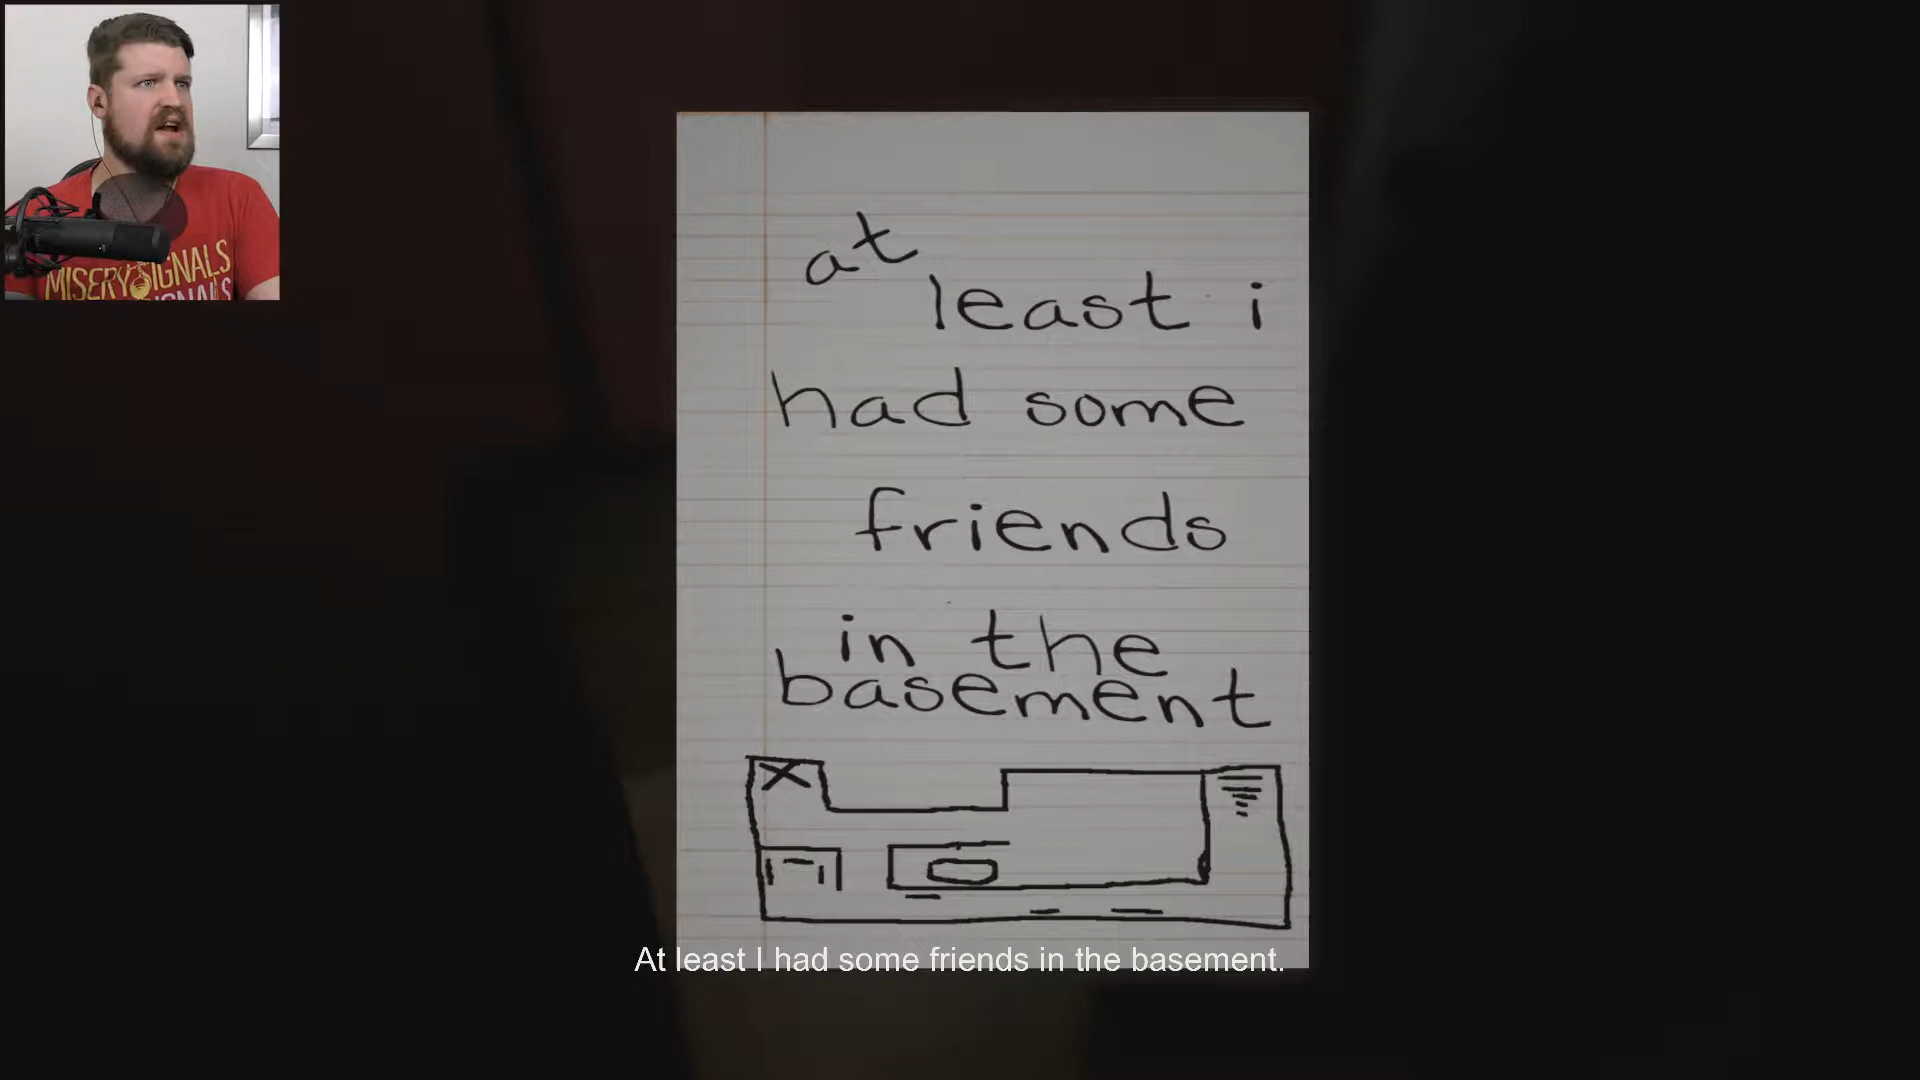 MISERY SIGNALS
at
least i
had some
friends
in the
basement
At least I had some friends in the basement.